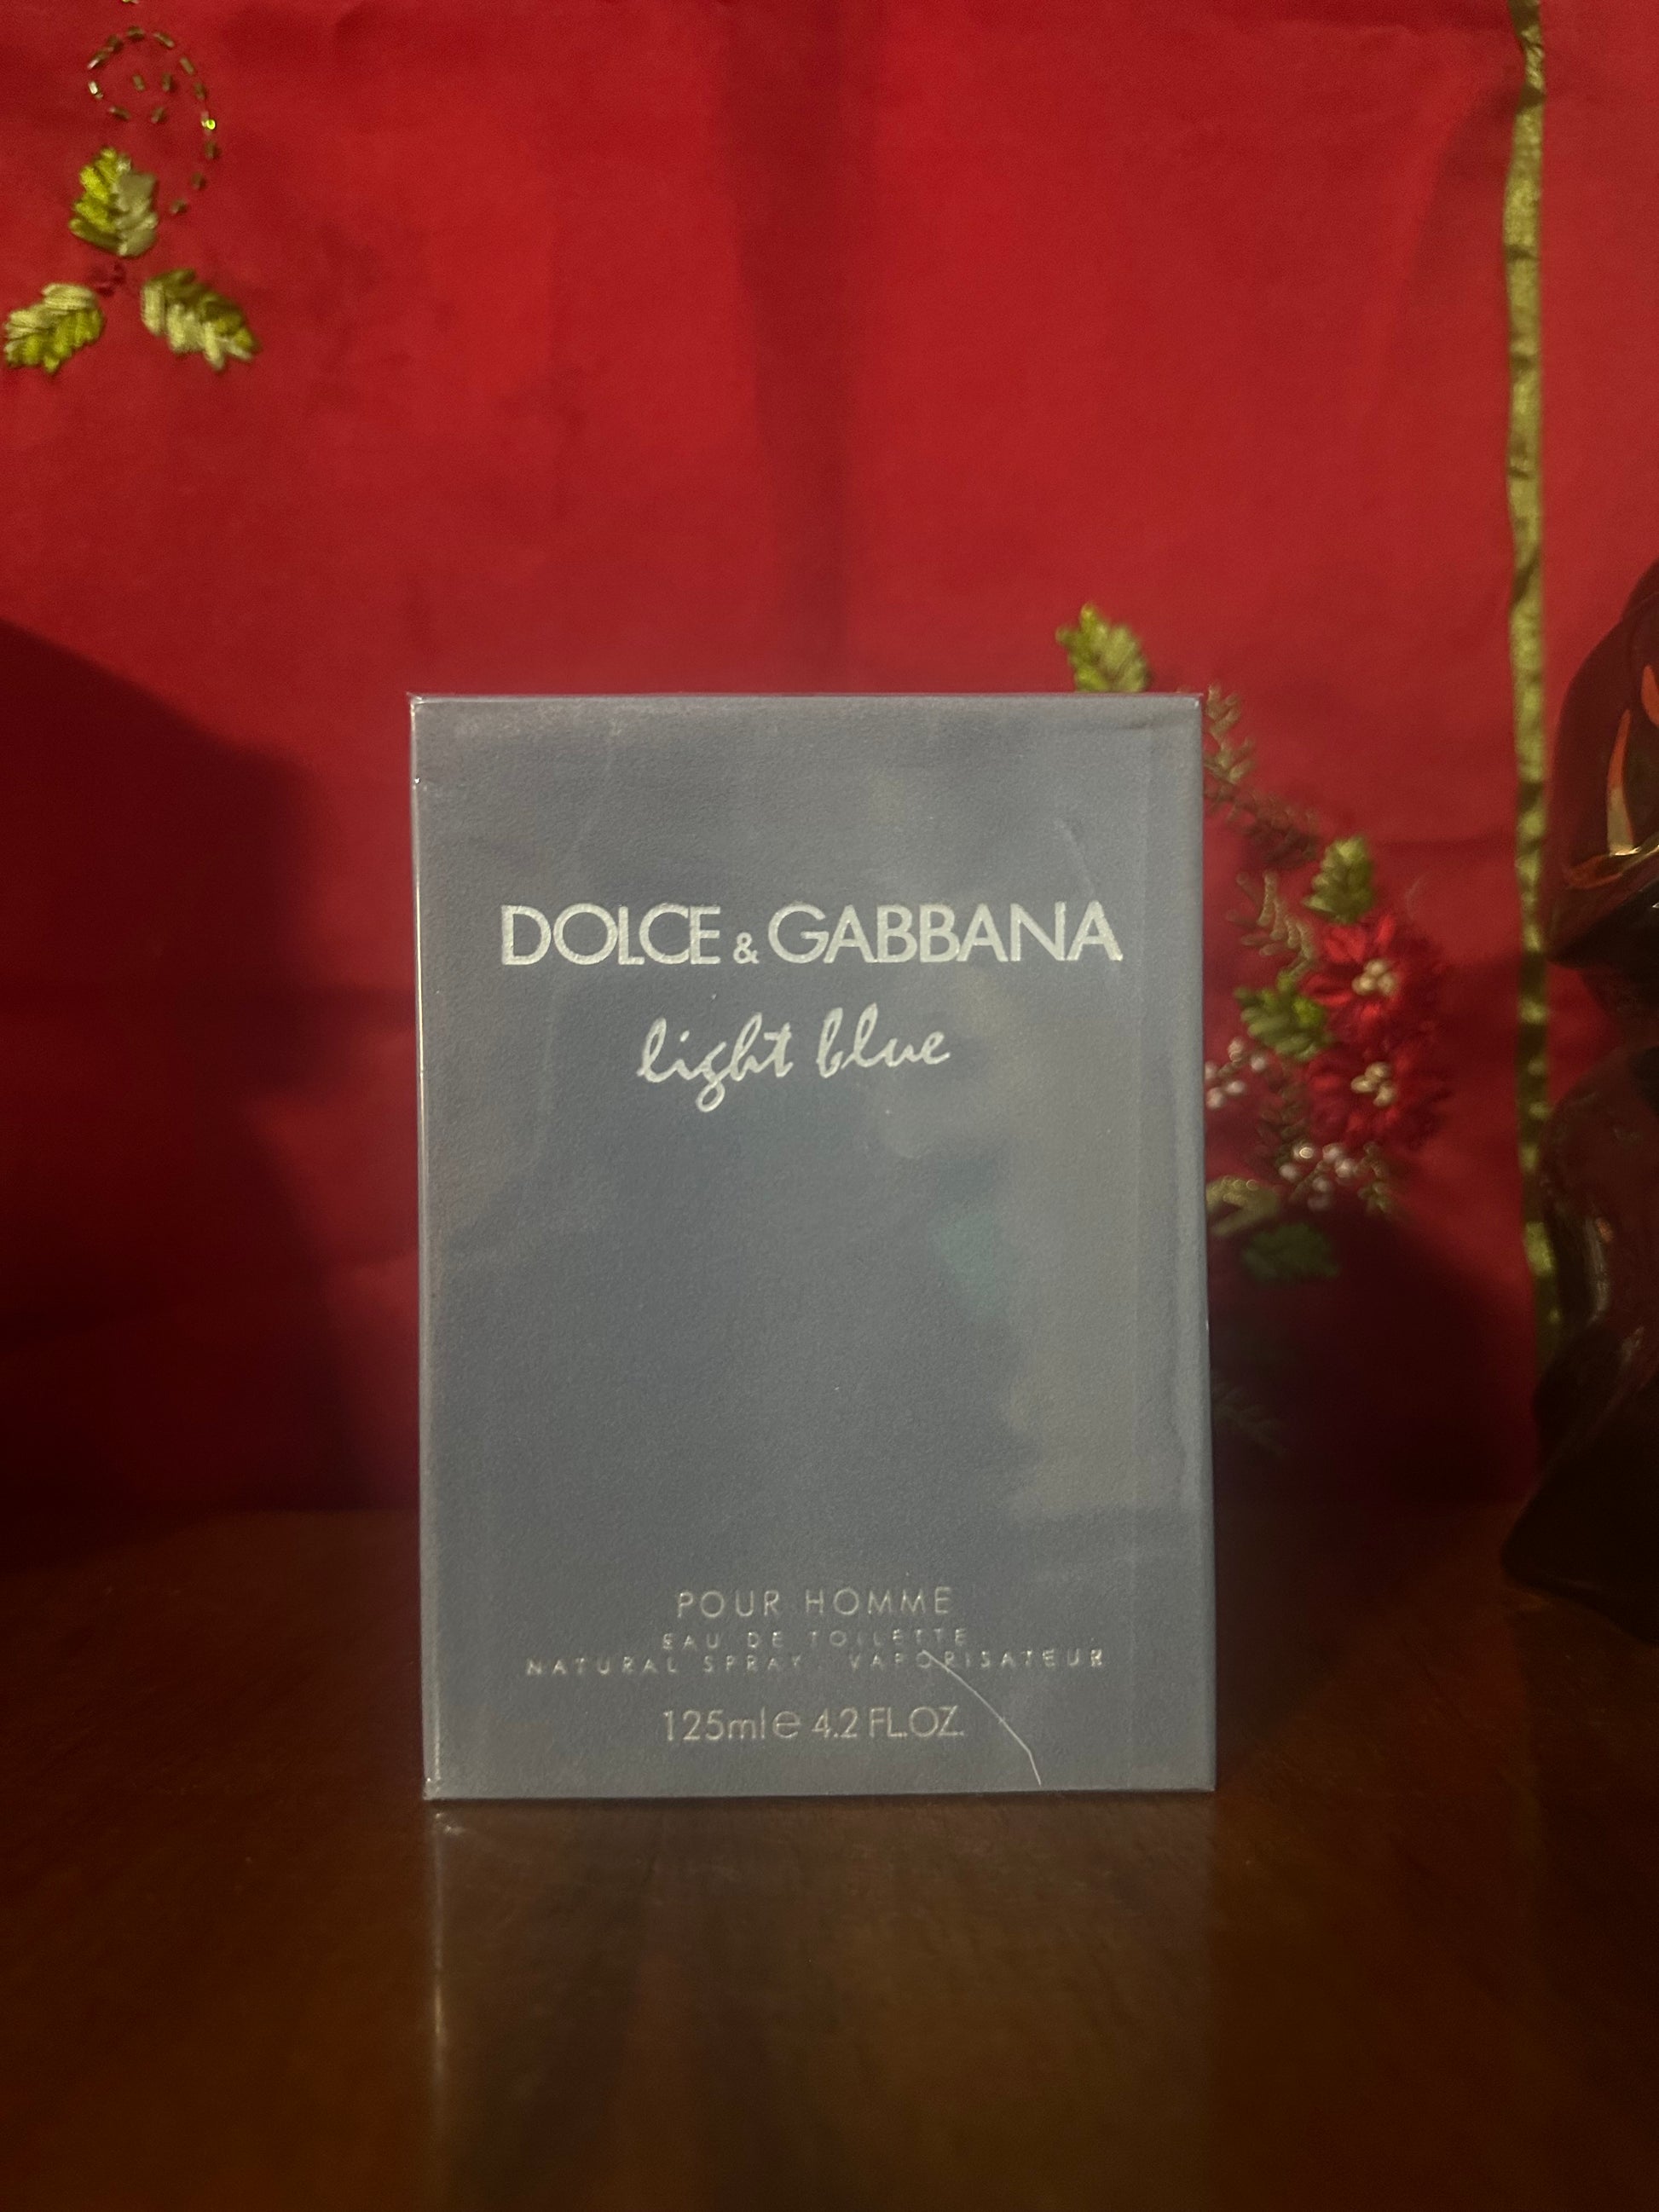 DOLCE & GABBANA
light blue
POUR HOMME
EAU DE TOILETTE
NATURAL SPRAY · VAPORISATEUR
125ml e 4.2 FL.OZ.